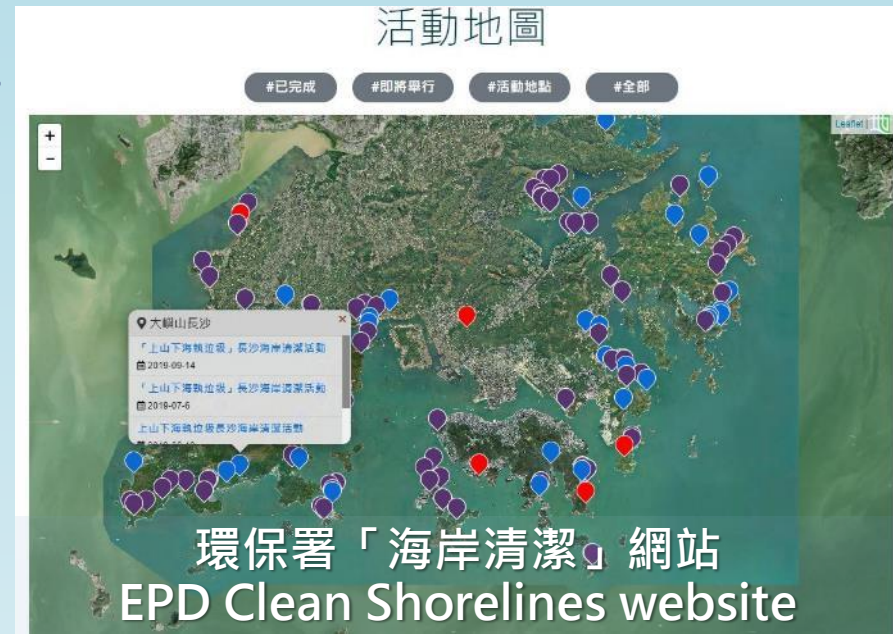 活動地圖
#已完成
#即將舉行
#活動地點
#全部
+
−
Leaflet |
大嶼山長沙
×
「上山下海執垃圾」長沙海岸清潔活動
2019-09-14
「上山下海執垃圾」長沙海岸清潔活動
2019-07-6
上山下海執垃圾長沙海岸清潔活動
環保署「海岸清潔」網站
EPD Clean Shorelines website